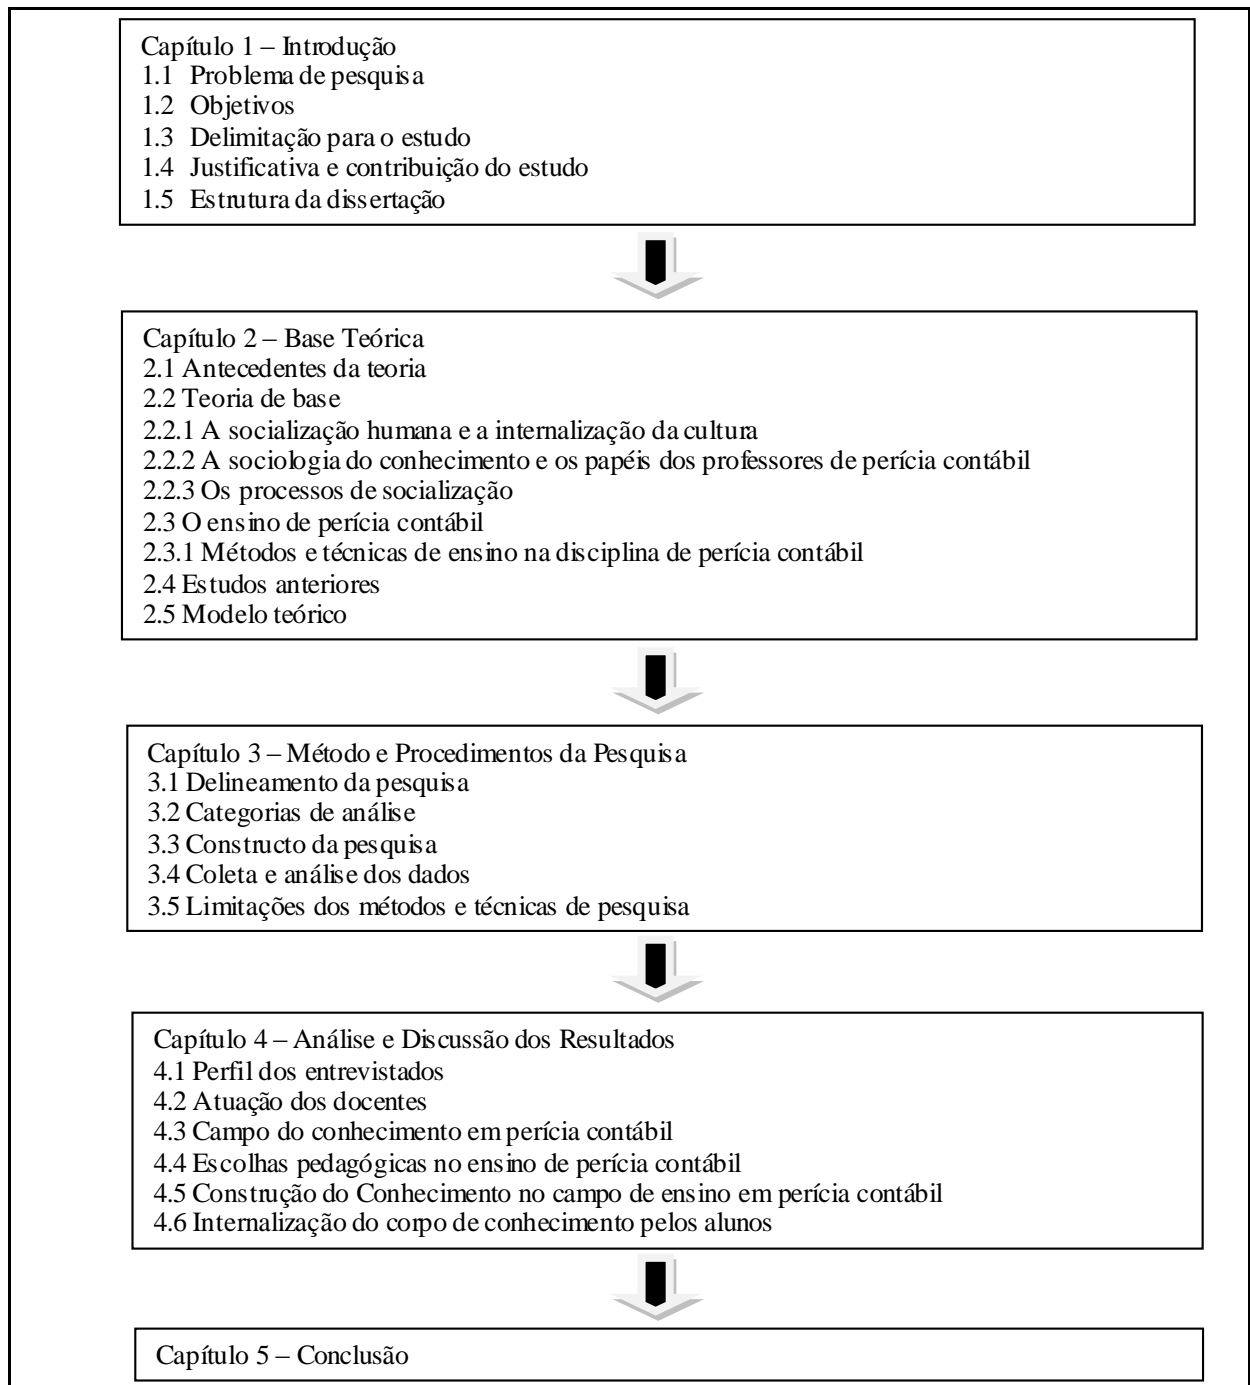 Capítulo 1 – Introdução
1.1 Problema de pesquisa
1.2 Objetivos
1.3 Delimitação para o estudo
1.4 Justificativa e contribuição do estudo
1.5 Estrutura da dissertação
Capítulo 2 – Base Teórica
2.1 Antecedentes da teoria
2.2 Teoria de base
2.2.1 A socialização humana e a internalização da cultura
2.2.2 A sociologia do conhecimento e os papéis dos professores de perícia contábil
2.2.3 Os processos de socialização
2.3 O ensino de perícia contábil
2.3.1 Métodos e técnicas de ensino na disciplina de perícia contábil
2.4 Estudos anteriores
2.5 Modelo teórico
Capítulo 3 – Método e Procedimentos da Pesquisa
3.1 Delineamento da pesquisa
3.2 Categorias de análise
3.3 Constructo da pesquisa
3.4 Coleta e análise dos dados
3.5 Limitações dos métodos e técnicas de pesquisa
Capítulo 4 – Análise e Discussão dos Resultados
4.1 Perfil dos entrevistados
4.2 Atuação dos docentes
4.3 Campo do conhecimento em perícia contábil
4.4 Escolhas pedagógicas no ensino de perícia contábil
4.5 Construção do Conhecimento no campo de ensino em perícia contábil
4.6 Internalização do corpo de conhecimento pelos alunos
Capítulo 5 – Conclusão